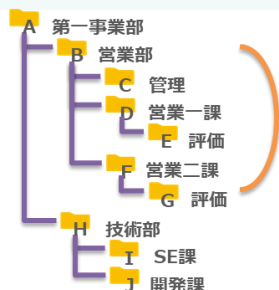 A 第一事業部
B 営業部
C 管理
D 営業一課
E 評価
F 営業二課
G 評価
H 技術部
I SE課
J 開発課